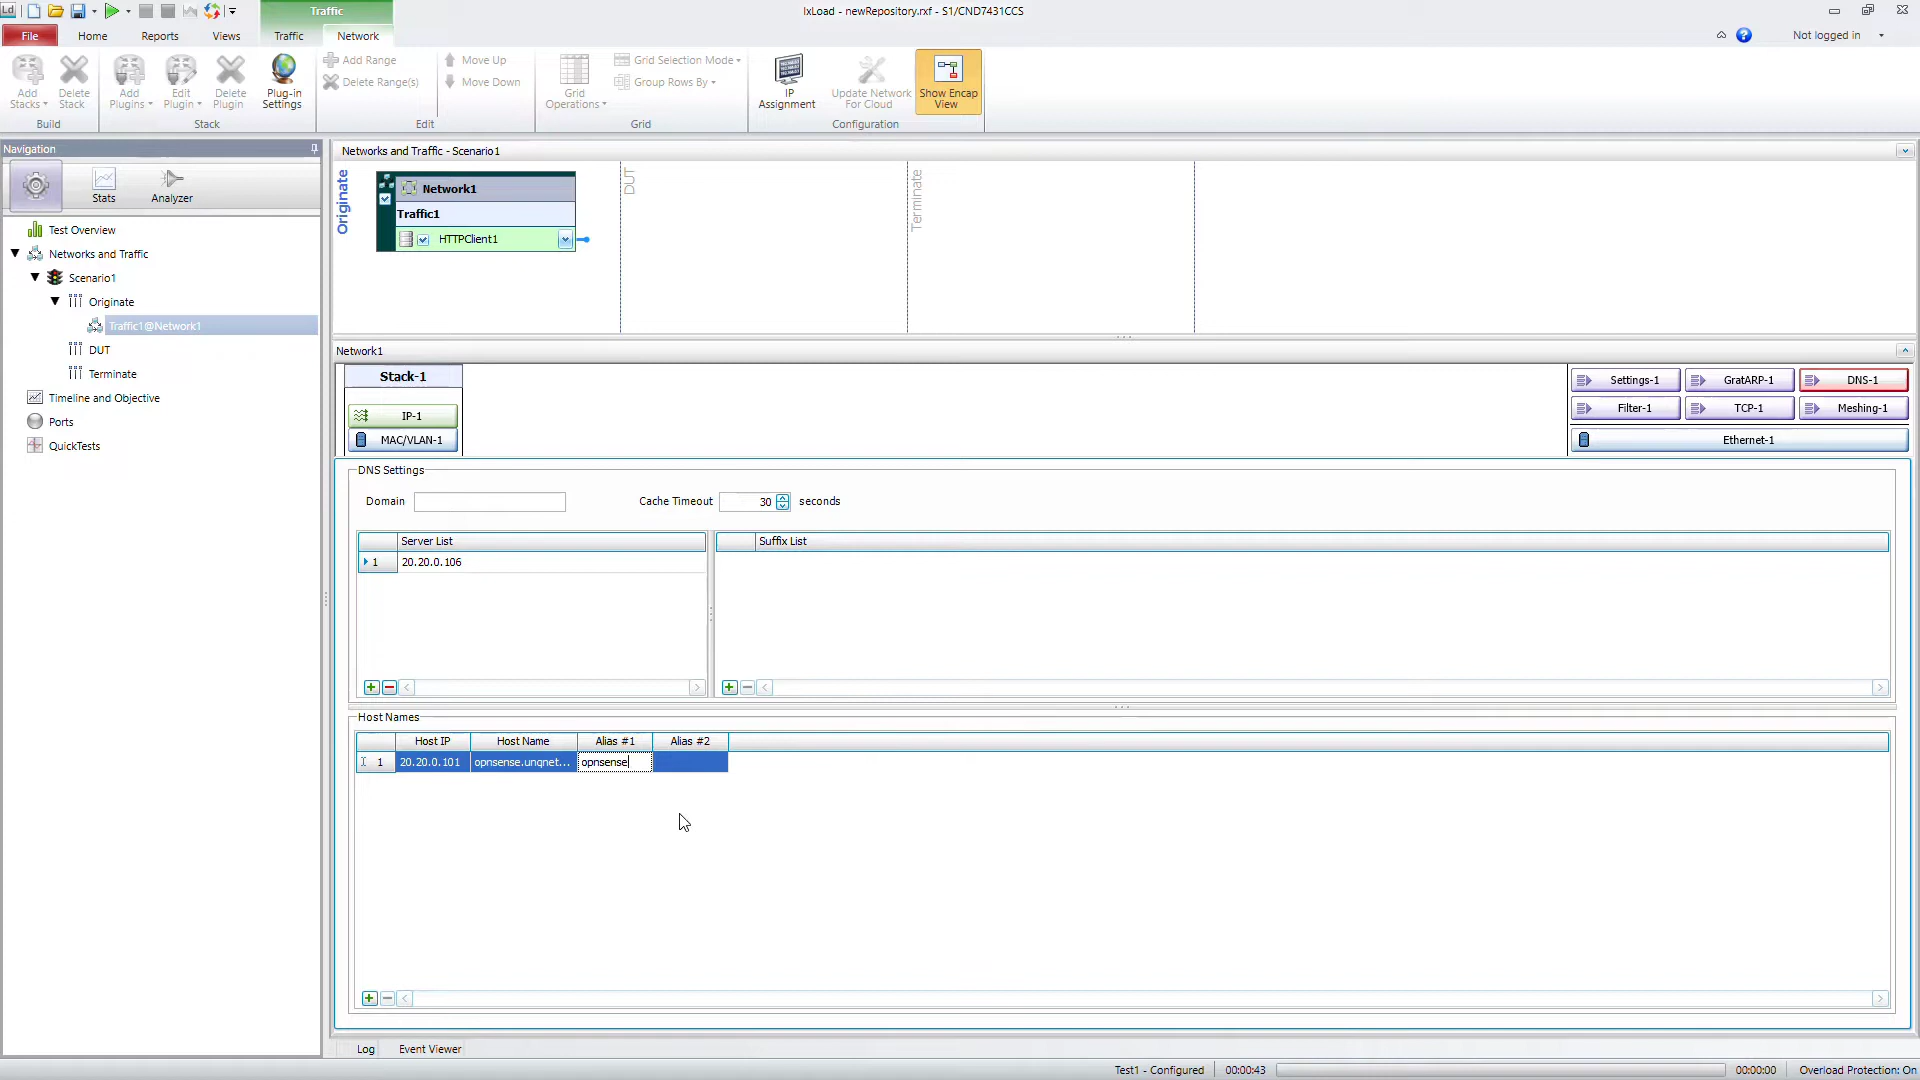 Ld
Traffic
IxLoad - newRepository.rxf - S1/CND7431CCS
File
Home
Reports
Views
Traffic
Network
Not logged in
Add Stacks
Delete Stack
Add Plugins
Edit Plugin
Delete Plugin
Plug-in Settings
Add Range
Delete Range(s)
Move Up
Move Down
Grid Operations
Grid Selection Mode
Group Rows By
IP Assignment
Update Network For Cloud
Show Encap View
Build
Stack
Edit
Grid
Configuration
Navigation
Stats
Analyzer
Test Overview
Networks and Traffic
Scenario1
Originate
Traffic1@Network1
DUT
Terminate
Timeline and Objective
Ports
QuickTests
Networks and Traffic - Scenario1
Originate
Network1
Traffic1
HTTPClient1
DUT
Terminate
Network1
Stack-1
IP-1
MAC/VLAN-1
Settings-1
GratARP-1
DNS-1
Filter-1
TCP-1
Meshing-1
Ethernet-1
DNS Settings
Domain
Cache Timeout
30
seconds
Server List
1
20.20.0.106
Suffix List
Host Names
Host IP
Host Name
Alias #1
Alias #2
1
20.20.0.101
opnsense.unqnet...
opnsense
Log
Event Viewer
Test1 - Configured
00:00:43
00:00:00
Overload Protection: On